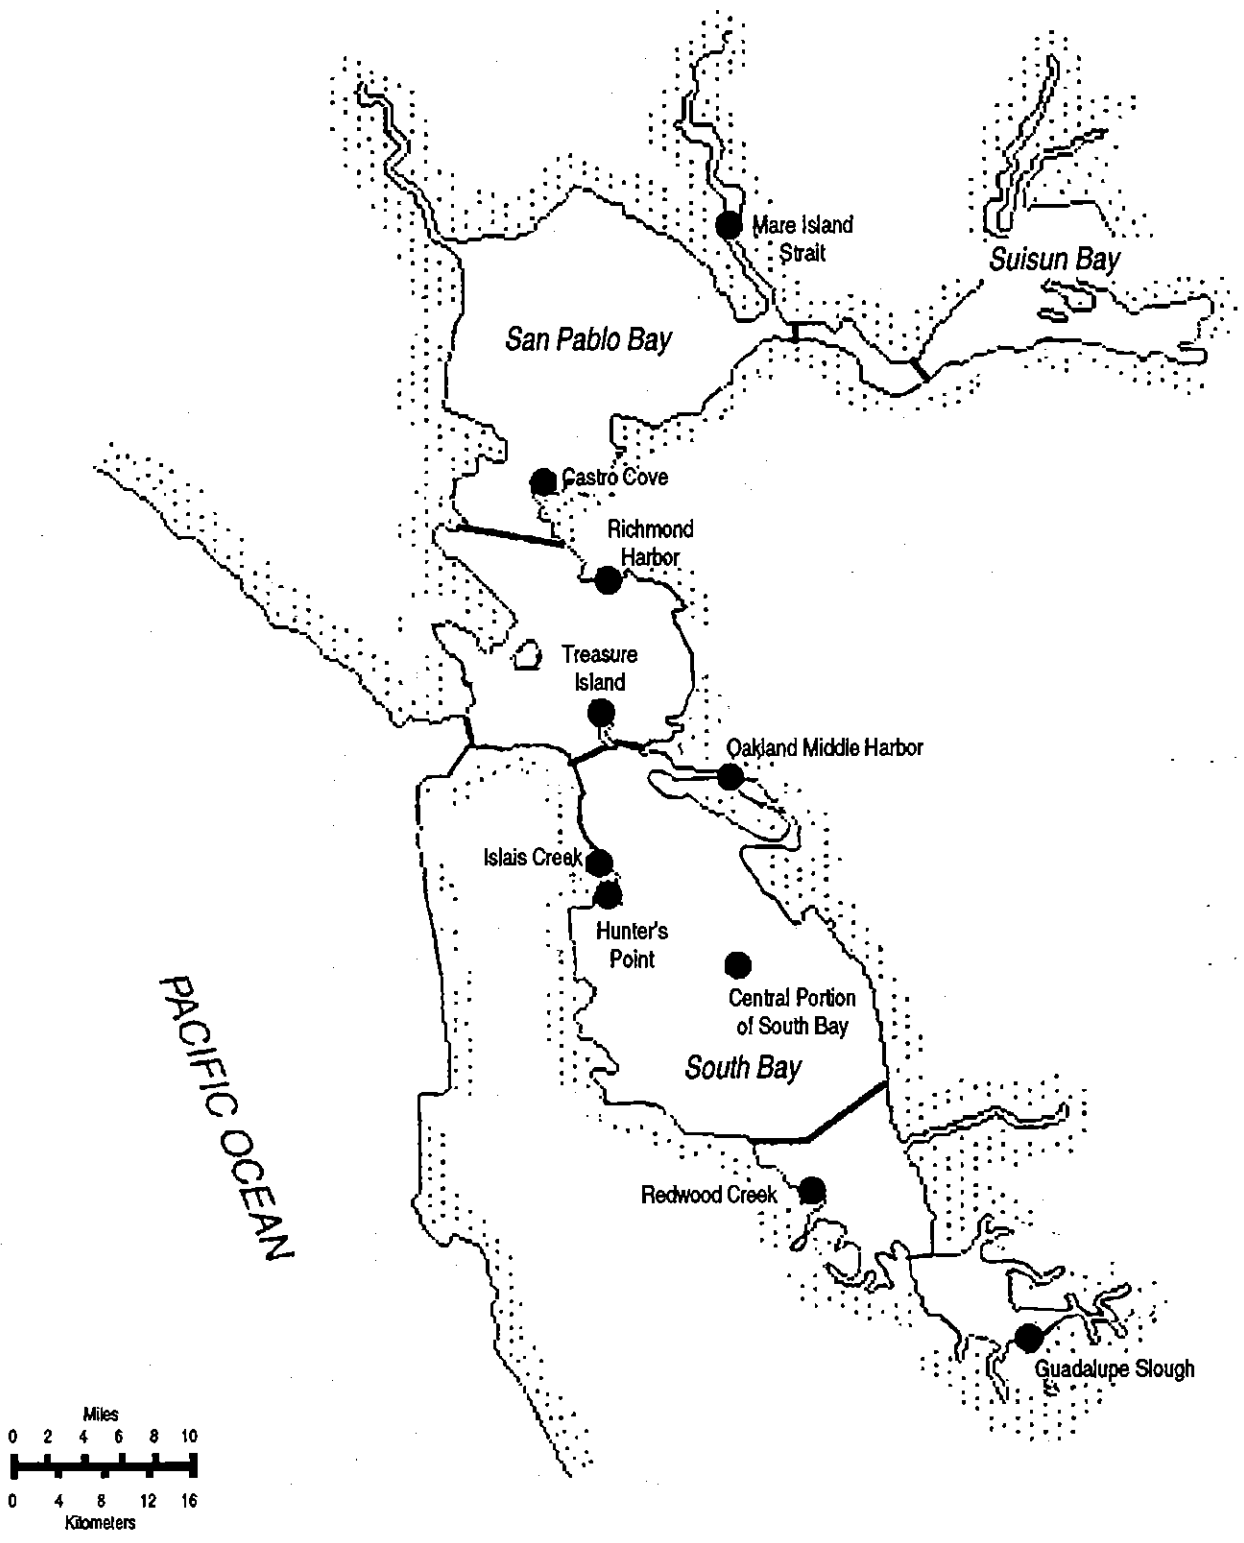 Mare Island
Strait
Suisun Bay
San Pablo Bay
Castro Cove
Richmond
Harbor
Treasure
Island
Oakland Middle Harbor
Islais Creek
Hunter's
Point
Central Portion
of South Bay
South Bay
PACIFIC OCEAN
Redwood Creek
Guadalupe Slough
Miles
0 2 4 6 8 10
0 4 8 12 16
Kilometers